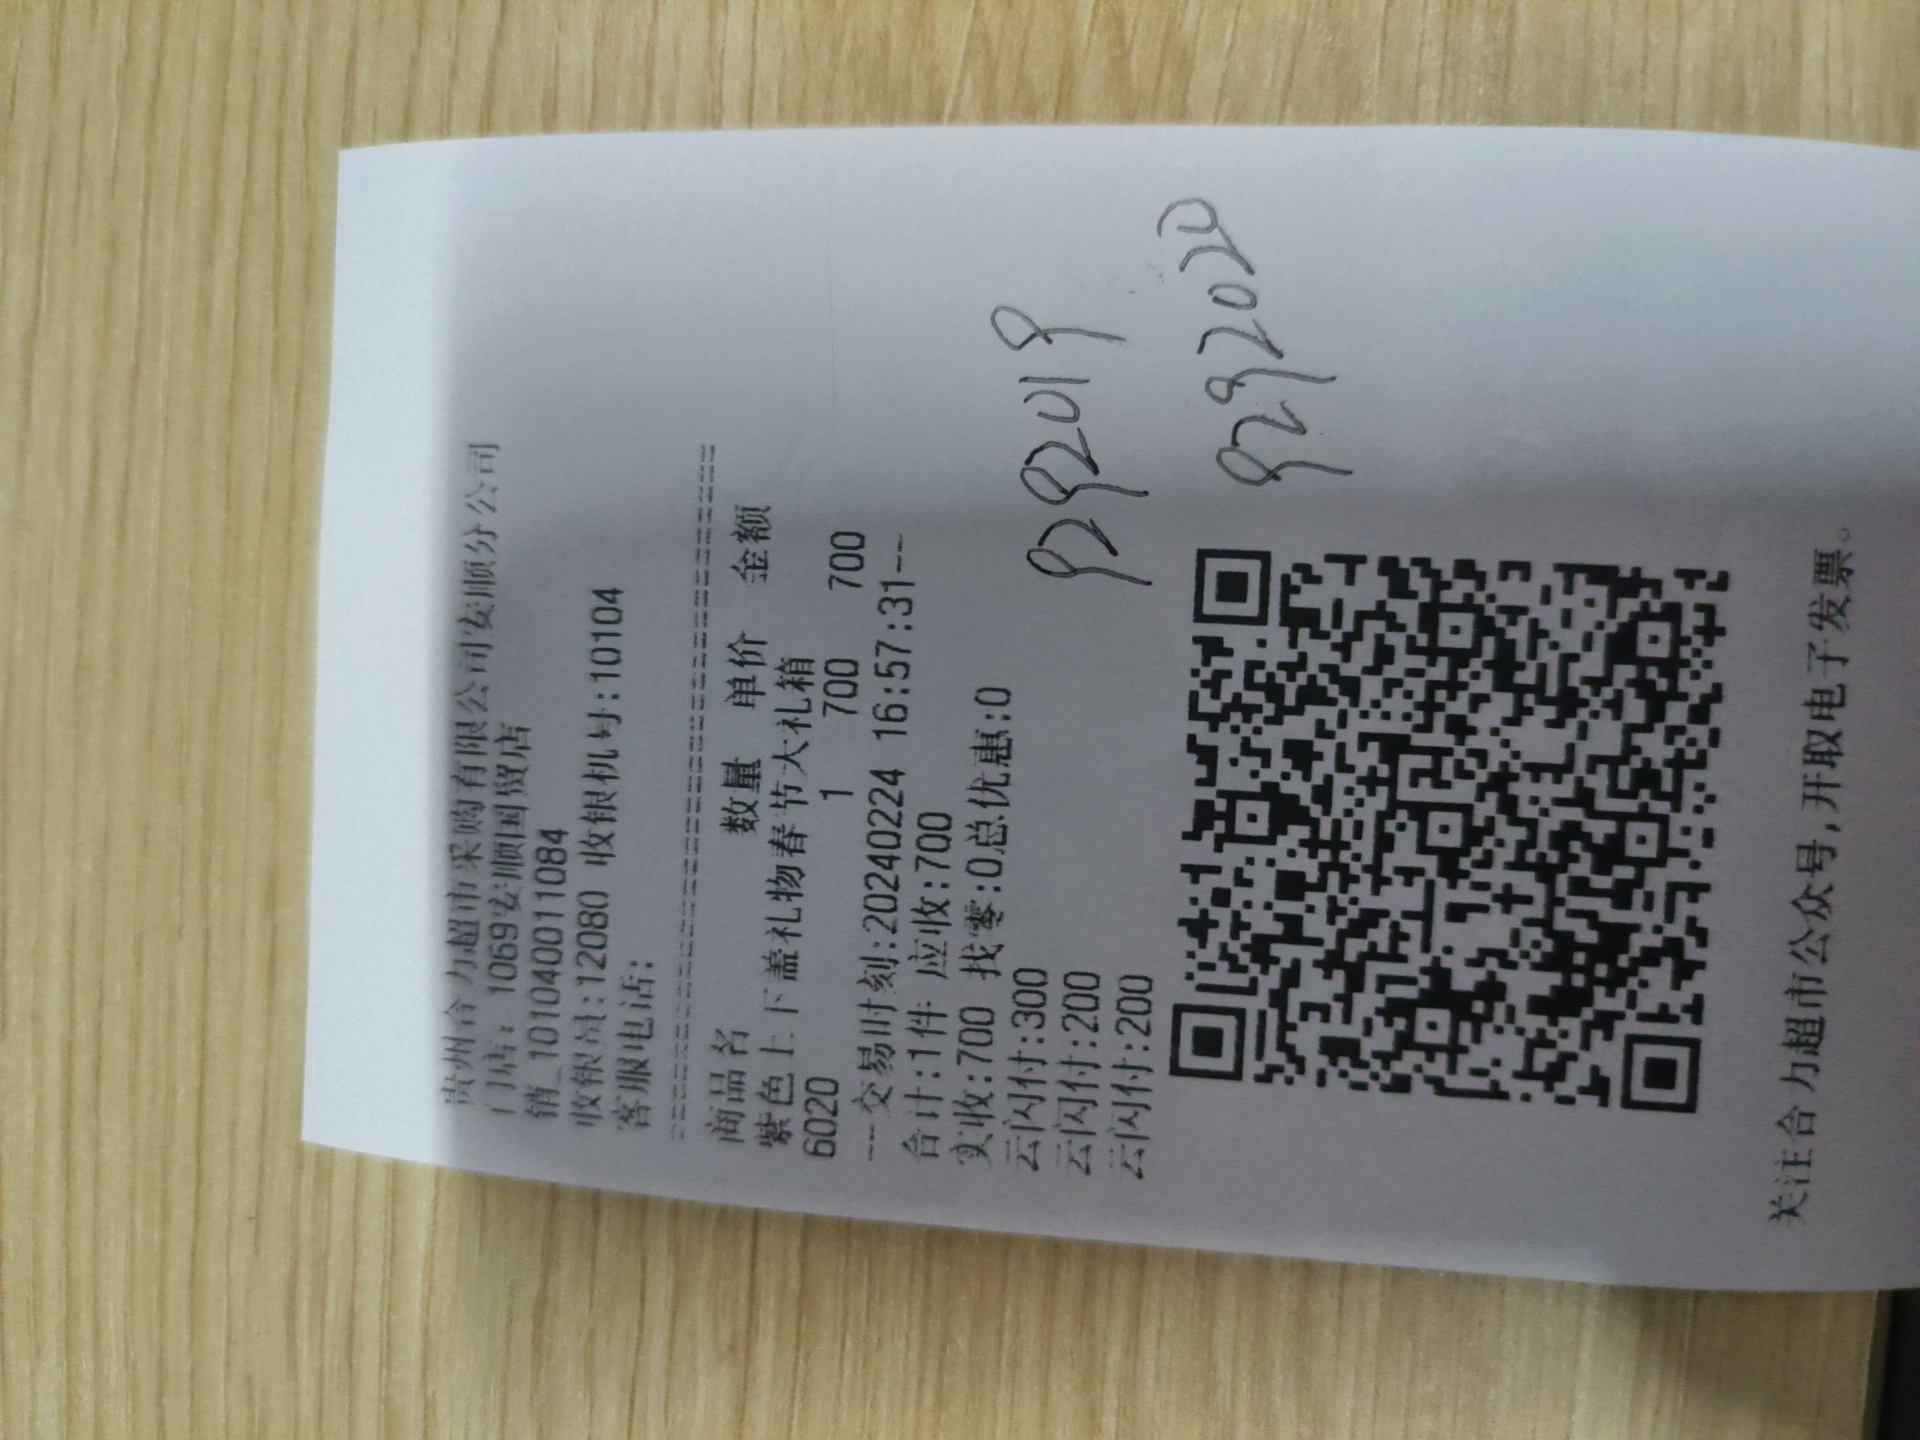 贵州合力超市采购有限公司安顺分公司
门店: 1069安顺国贸店
销_101040011084
收银员:12080 收银机号:10104
客服电话:
商品名 数量 单价 金额
紫色上下盖礼物春节大礼箱
6020 1 700 700
---交易时刻:20240224 16:57:31---
合计:1件 应收:700
实收:700 找零:0总优惠:0
云闪付:300
云闪付:200
云闪付:200
9292019
9292020
关注合力超市公众号,开取电子发票。